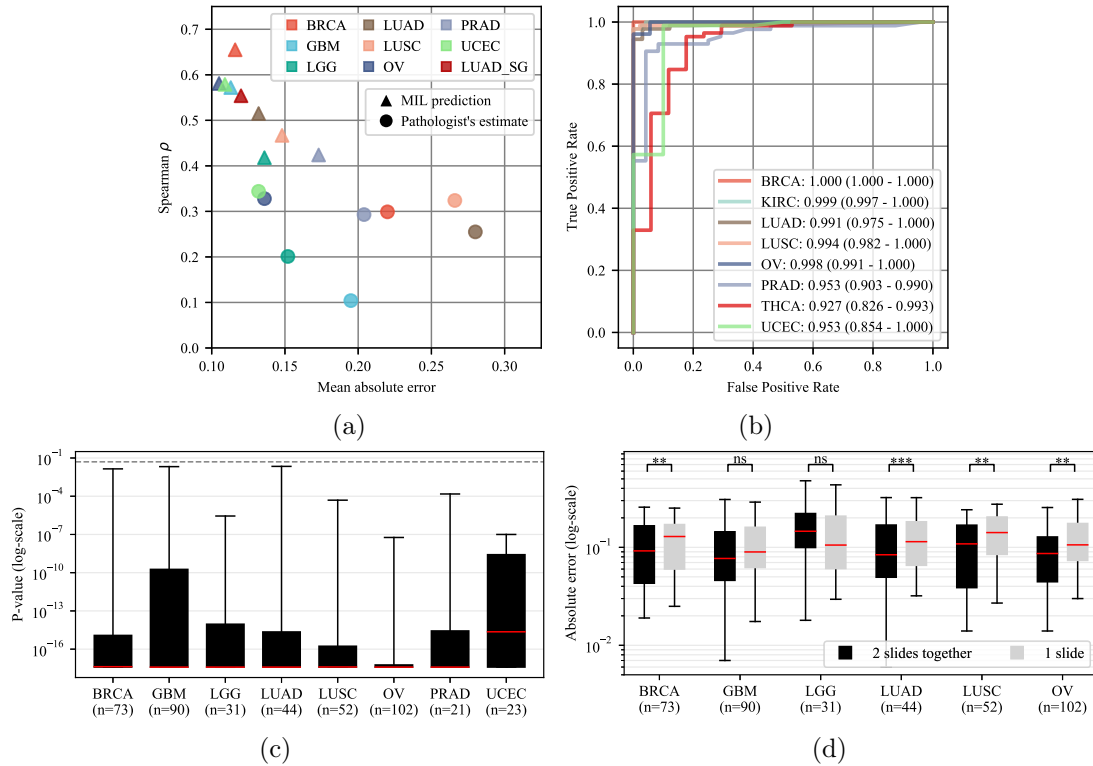 0.7
0.6
0.5
0.4
0.3
0.2
0.1
0.0
Spearman ρ
BRCA
GBM
LGG
LUAD
LUSC
OV
PRAD
UCEC
LUAD_SG
MIL prediction
Pathologist's estimate
0.10
0.15
0.20
0.25
0.30
Mean absolute error
(a)
1.0
0.8
0.6
0.4
0.2
0.0
True Positive Rate
BRCA: 1.000 (1.000 - 1.000)
KIRC: 0.999 (0.997 - 1.000)
LUAD: 0.991 (0.975 - 1.000)
LUSC: 0.994 (0.982 - 1.000)
OV: 0.998 (0.991 - 1.000)
PRAD: 0.953 (0.903 - 0.990)
THCA: 0.927 (0.826 - 0.993)
UCEC: 0.953 (0.854 - 1.000)
0.0
0.2
0.4
0.6
0.8
1.0
False Positive Rate
(b)
10⁻¹
10⁻⁴
10⁻⁷
10⁻¹⁰
10⁻¹³
10⁻¹⁶
P-value (log-scale)
BRCA
(n=73)
GBM
(n=90)
LGG
(n=31)
LUAD
(n=44)
LUSC
(n=52)
OV
(n=102)
PRAD
(n=21)
UCEC
(n=23)
(c)
**
ns
ns
***
**
**
10⁻¹
10⁻²
Absolute error (log-scale)
2 slides together
1 slide
BRCA
(n=73)
GBM
(n=90)
LGG
(n=31)
LUAD
(n=44)
LUSC
(n=52)
OV
(n=102)
(d)